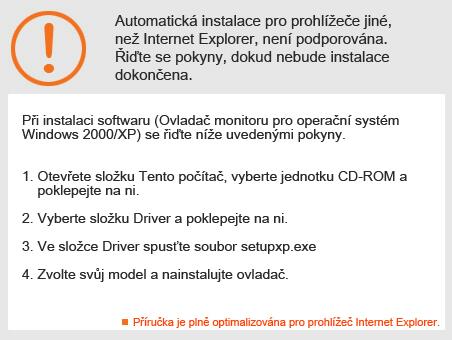 Automatická instalace pro prohlížeče jiné,
než Internet Explorer, není podporována.
Řiďte se pokyny, dokud nebude instalace
dokončena.
Při instalaci softwaru (Ovladač monitoru pro operační systém
Windows 2000/XP) se řiďte níže uvedenými pokyny.
1. Otevřete složku Tento počítač, vyberte jednotku CD-ROM a
poklepejte na ni.
2. Vyberte složku Driver a poklepejte na ni.
3. Ve složce Driver spusťte soubor setupxp.exe
4. Zvolte svůj model a nainstalujte ovladač.
Příručka je plně optimalizována pro prohlížeč Internet Explorer.